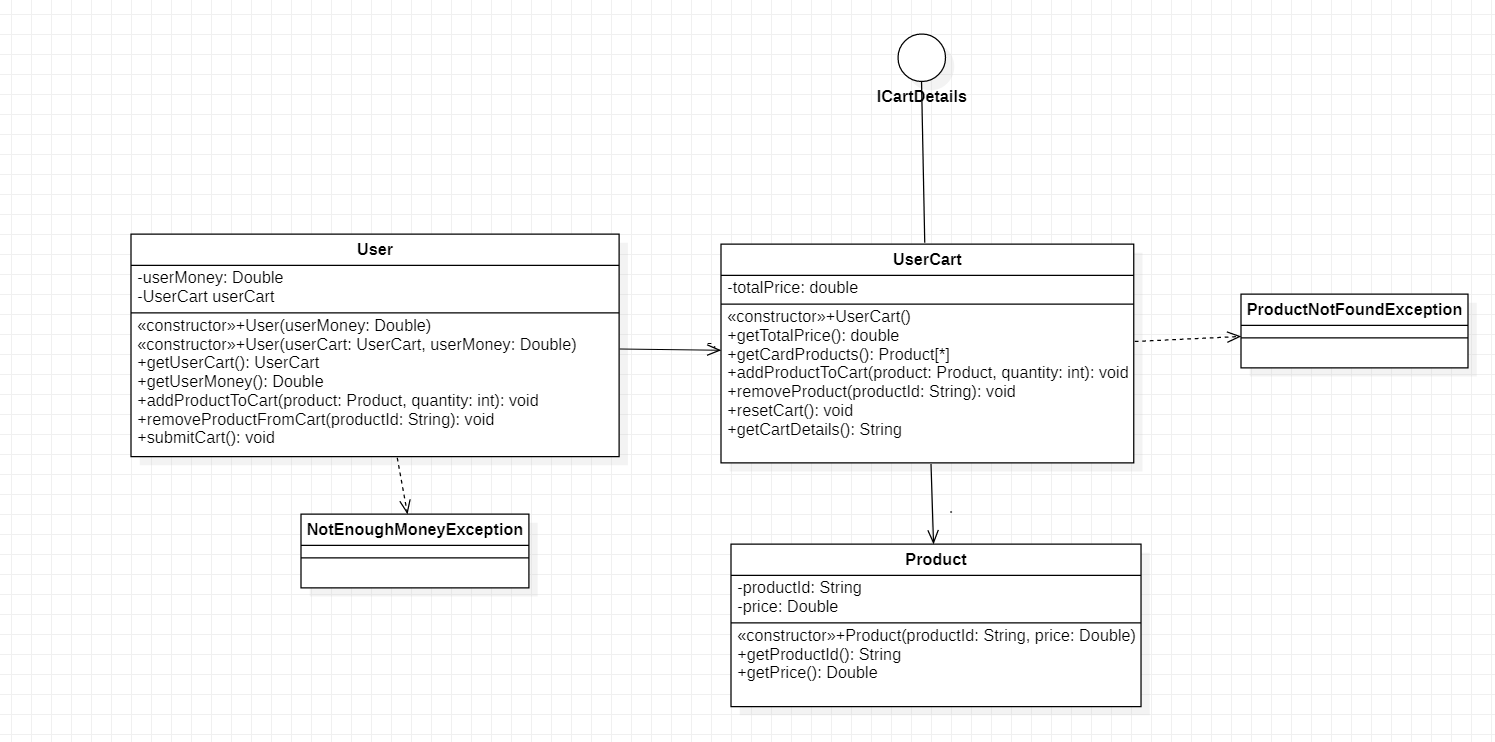 ICartDetails
User
-userMoney: Double
-UserCart userCart
«constructor»+User(userMoney: Double)
«constructor»+User(userCart: UserCart, userMoney: Double)
+getUserCart(): UserCart
+getUserMoney(): Double
+addProductToCart(product: Product, quantity: int): void
+removeProductFromCart(productId: String): void
+submitCart(): void
UserCart
-totalPrice: double
«constructor»+UserCart()
+getTotalPrice(): double
+getCardProducts(): Product[*]
+addProductToCart(product: Product, quantity: int): void
+removeProduct(productId: String): void
+resetCart(): void
+getCartDetails(): String
ProductNotFoundException
NotEnoughMoneyException
Product
-productId: String
-price: Double
«constructor»+Product(productId: String, price: Double)
+getProductId(): String
+getPrice(): Double